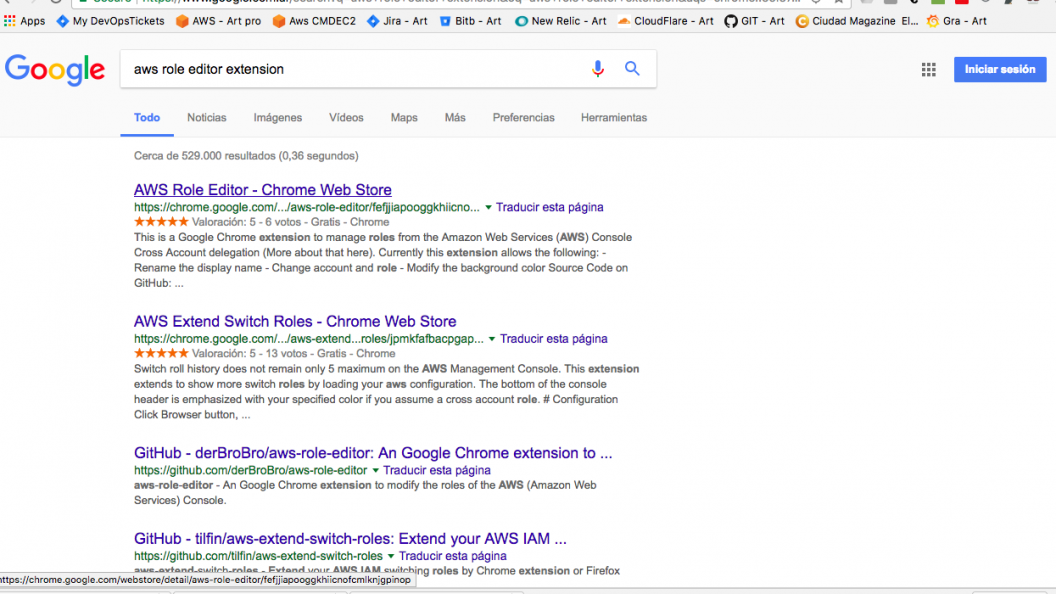 Apps My DevOpsTickets AWS - Art pro Aws CMDEC2 Jira - Art Bitb - Art New Relic - Art CloudFlare - Art GIT - Art Ciudad Magazine El... Gra - Art
Google aws role editor extension Iniciar sesión
Todo Noticias Imágenes Vídeos Maps Más Preferencias Herramientas
Cerca de 529.000 resultados (0,36 segundos)
AWS Role Editor - Chrome Web Store
https://chrome.google.com/.../aws-role-editor/fefjjiapooggkhiicno... Traducir esta página
Valoración: 5 - 6 votos - Gratis - Chrome
This is a Google Chrome extension to manage roles from the Amazon Web Services (AWS) Console
Cross Account delegation (More about that here). Currently this extension allows the following: -
Rename the display name - Change account and role - Modify the background color Source Code on
GitHub: ...
AWS Extend Switch Roles - Chrome Web Store
https://chrome.google.com/.../aws-extend...roles/jpmkfafbacpgap... Traducir esta página
Valoración: 5 - 13 votos - Gratis - Chrome
Switch roll history does not remain only 5 maximum on the AWS Management Console. This extension
extends to show more switch roles by loading your aws configuration. The bottom of the console
header is emphasized with your specified color if you assume a cross account role. # Configuration
Click Browser button, ...
GitHub - derBroBro/aws-role-editor: An Google Chrome extension to ...
https://github.com/derBroBro/aws-role-editor Traducir esta página
aws-role-editor - An Google Chrome extension to modify the roles of the AWS (Amazon Web
Services) Console.
GitHub - tilfin/aws-extend-switch-roles: Extend your AWS IAM ...
https://github.com/tilfin/aws-extend-switch-roles Traducir esta página
aws-extend-switch-roles - Extend your AWS IAM switching roles by Chrome extension or Firefox
https://chrome.google.com/webstore/detail/aws-role-editor/fefjjiapooggkhiicnofcmlknjgpinop